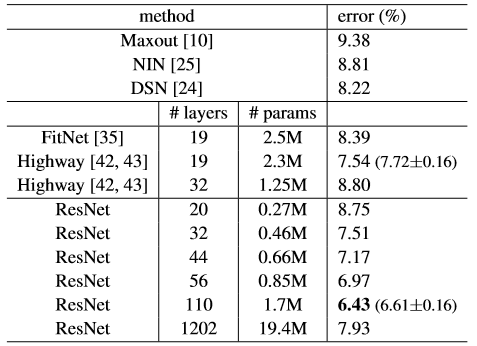 method error (%)
Maxout [10] 9.38
NIN [25] 8.81
DSN [24] 8.22
# layers # params
FitNet [35] 19 2.5M 8.39
Highway [42, 43] 19 2.3M 7.54 (7.72±0.16)
Highway [42, 43] 32 1.25M 8.80
ResNet 20 0.27M 8.75
ResNet 32 0.46M 7.51
ResNet 44 0.66M 7.17
ResNet 56 0.85M 6.97
ResNet 110 1.7M 6.43 (6.61±0.16)
ResNet 1202 19.4M 7.93